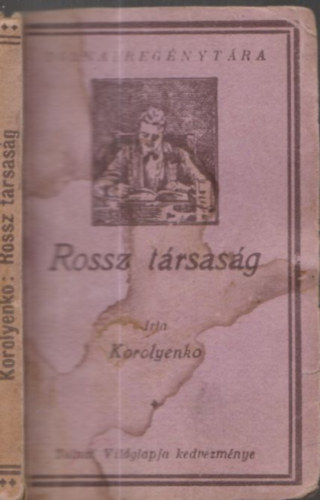 Korolyenko: Rossz társaság
REGÉNYTÁRA
Rossz társaság
Irta
Korolyenko
Világlapja kedvezménye